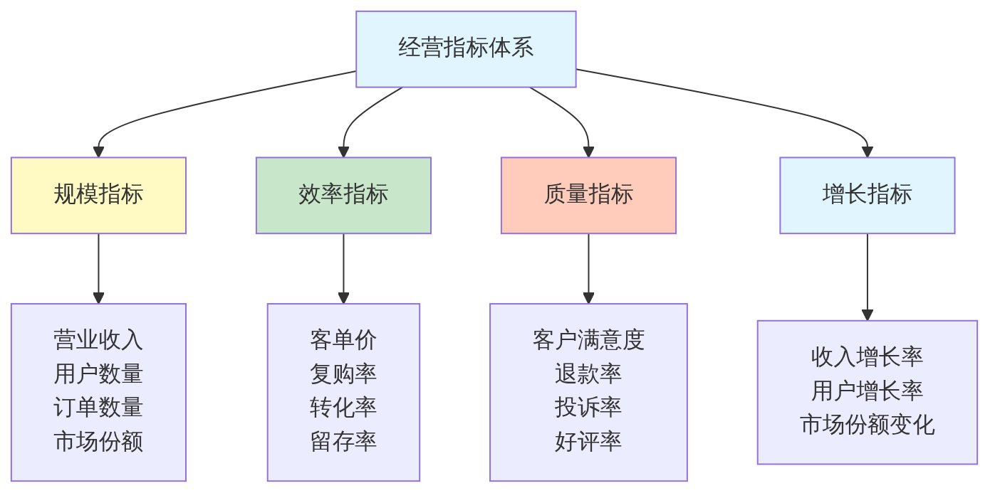 经营指标体系
规模指标
效率指标
质量指标
增长指标
营业收入
用户数量
订单数量
市场份额
客单价
复购率
转化率
留存率
客户满意度
退款率
投诉率
好评率
收入增长率
用户增长率
市场份额变化